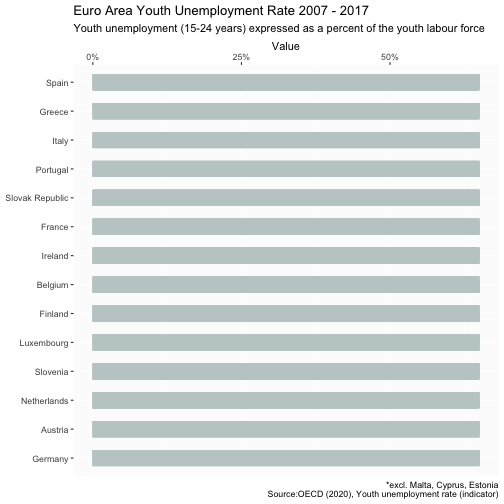 Euro Area Youth Unemployment Rate 2007 - 2017
Youth unemployment (15-24 years) expressed as a percent of the youth labour force
Value
0% 25% 50%
Spain
Greece
Italy
Portugal
Slovak Republic
France
Ireland
Belgium
Finland
Luxembourg
Slovenia
Netherlands
Austria
Germany
*excl. Malta, Cyprus, Estonia
Source:OECD (2020), Youth unemployment rate (indicator)